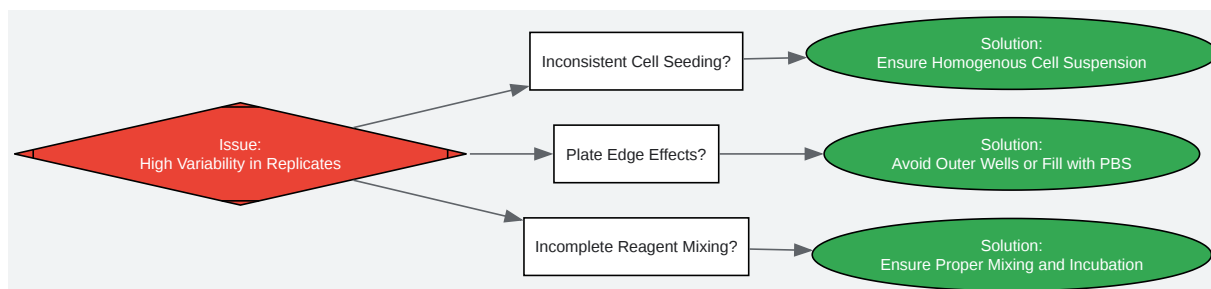 Issue:
High Variability in Replicates
Inconsistent Cell Seeding?
Solution:
Ensure Homogenous Cell Suspension
Plate Edge Effects?
Solution:
Avoid Outer Wells or Fill with PBS
Incomplete Reagent Mixing?
Solution:
Ensure Proper Mixing and Incubation